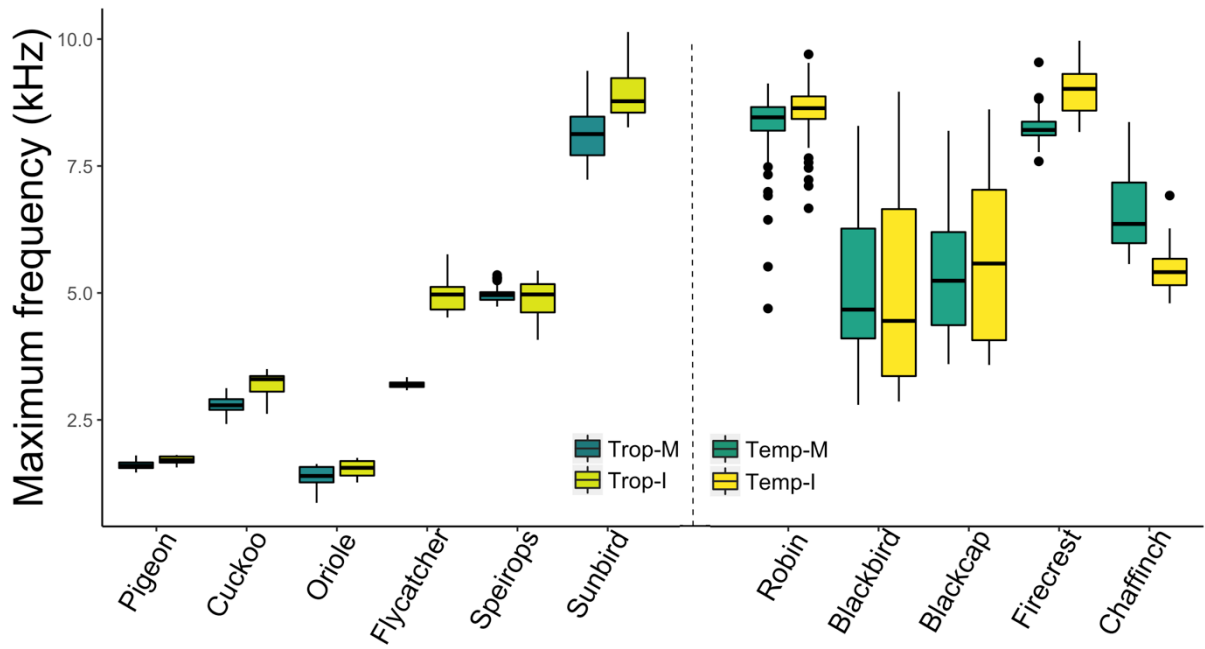 Maximum frequency (kHz)
10.0
7.5
5.0
2.5
Trop-M
Trop-I
Temp-M
Temp-I
Pigeon
Cuckoo
Oriole
Flycatcher
Speirops
Sunbird
Robin
Blackbird
Blackcap
Firecrest
Chaffinch